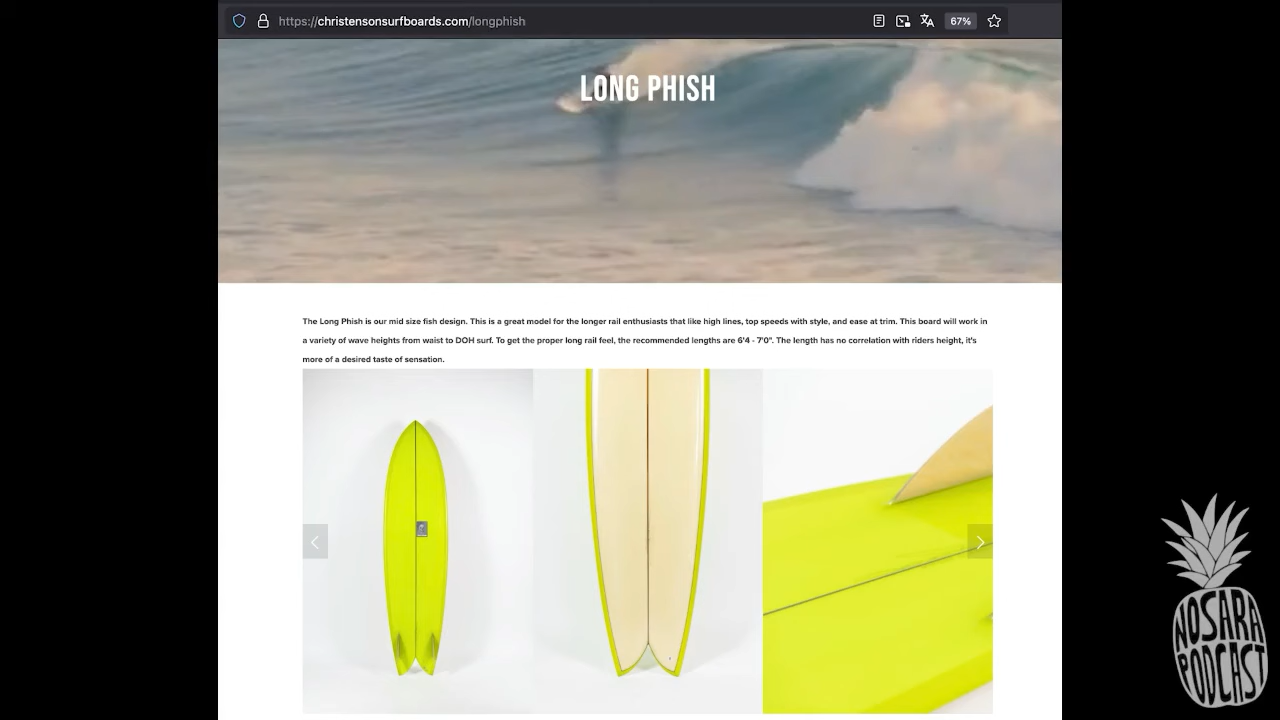 https://christensonsurfboards.com/longphish
67%
LONG PHISH
The Long Phish is our mid size fish design. This is a great model for the longer rail enthusiasts that like high lines, top speeds with style, and ease at trim. This board will work in
a variety of wave heights from waist to DOH surf. To get the proper long rail feel, the recommended lengths are 6'4 - 7'0". The length has no correlation with riders height, it's
more of a desired taste of sensation.
NOSARA
PODCAST